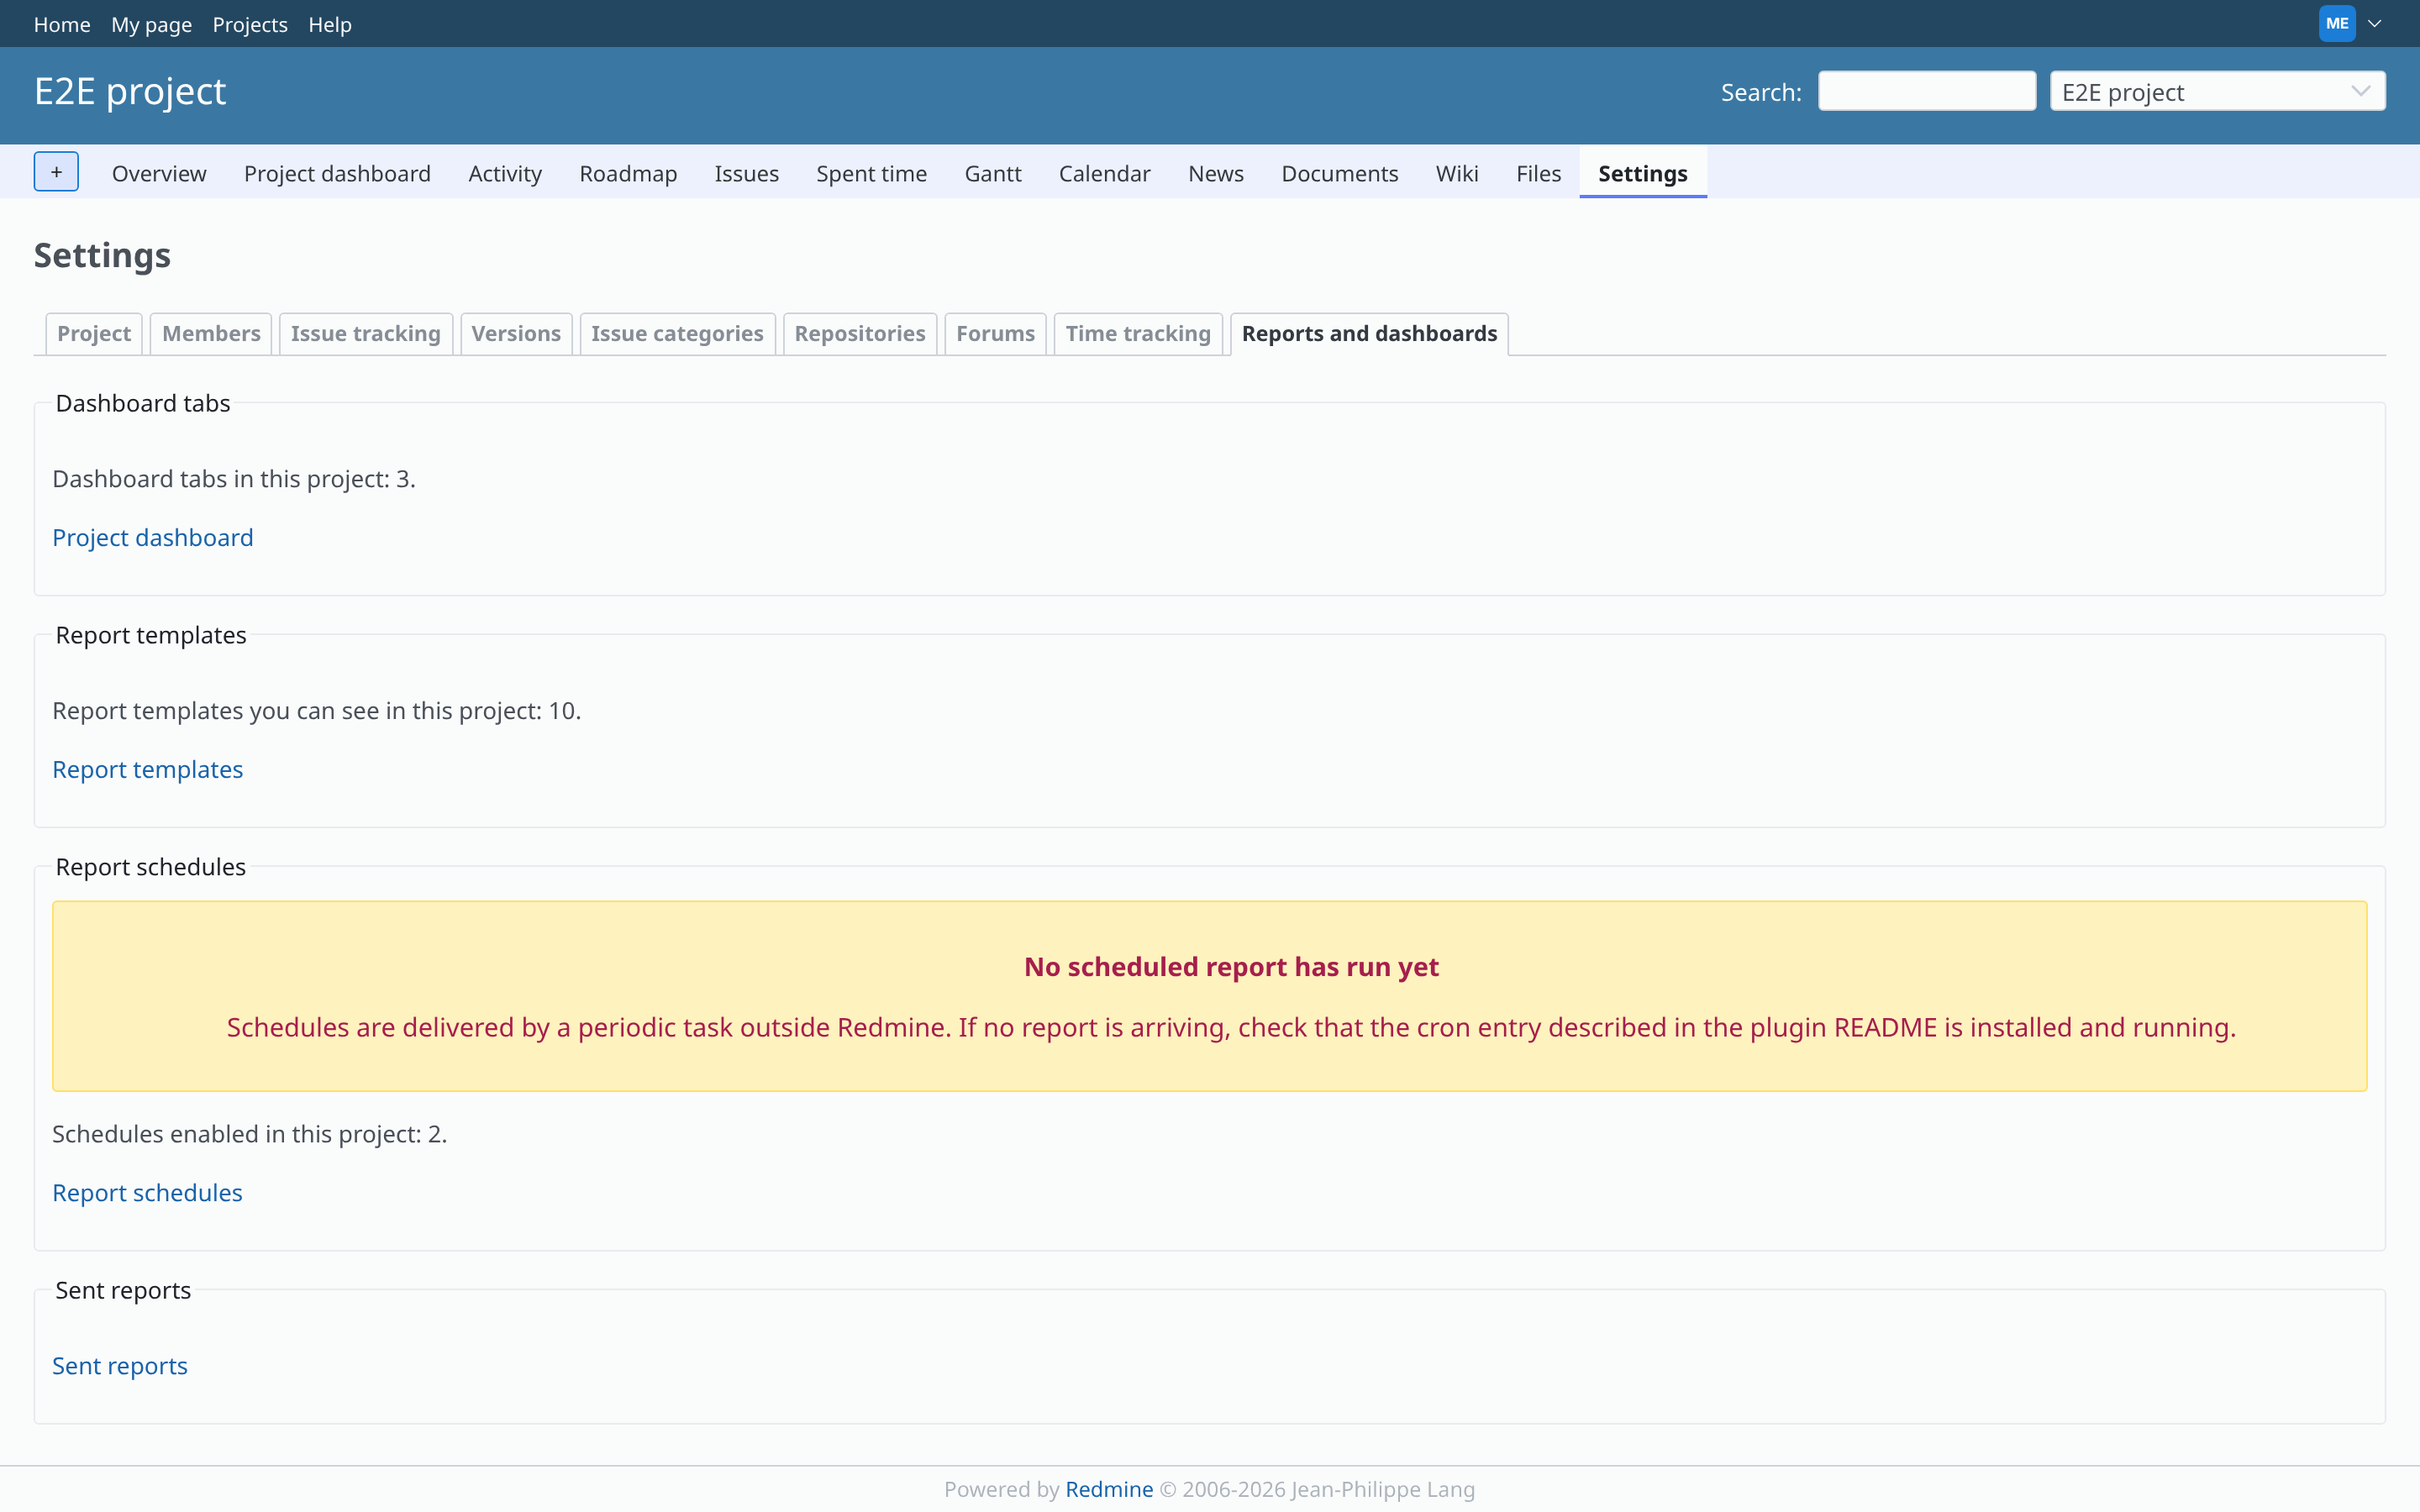 Home My page Projects Help ME
E2E project Search: E2E project
+ Overview Project dashboard Activity Roadmap Issues Spent time Gantt Calendar News Documents Wiki Files Settings
Settings
Project Members Issue tracking Versions Issue categories Repositories Forums Time tracking Reports and dashboards
Dashboard tabs
Dashboard tabs in this project: 3.
Project dashboard
Report templates
Report templates you can see in this project: 10.
Report templates
Report schedules
No scheduled report has run yet
Schedules are delivered by a periodic task outside Redmine. If no report is arriving, check that the cron entry described in the plugin README is installed and running.
Schedules enabled in this project: 2.
Report schedules
Sent reports
Sent reports
Powered by Redmine © 2006-2026 Jean-Philippe Lang